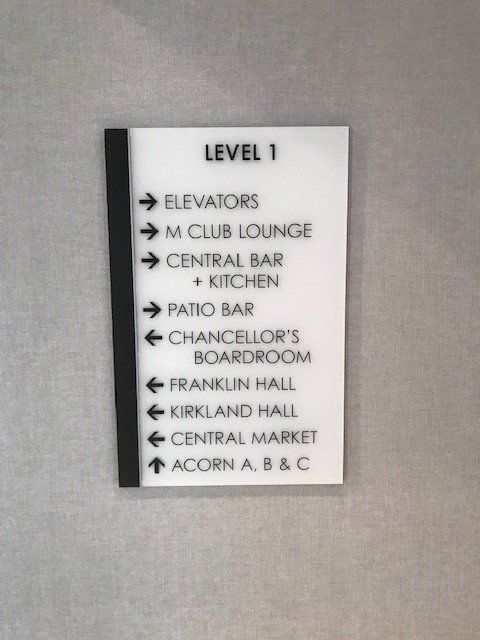 LEVEL 1
→ ELEVATORS
→ M CLUB LOUNGE
→ CENTRAL BAR
+ KITCHEN
→ PATIO BAR
← CHANCELLOR'S
BOARDROOM
← FRANKLIN HALL
← KIRKLAND HALL
← CENTRAL MARKET
↑ ACORN A, B & C